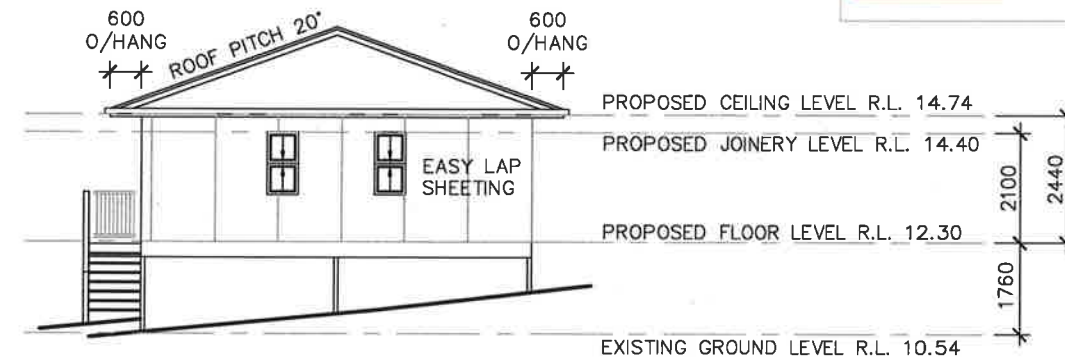 600
O/HANG
ROOF PITCH 20°
600
O/HANG
PROPOSED CEILING LEVEL R.L. 14.74
PROPOSED JOINERY LEVEL R.L. 14.40
EASY LAP
SHEETING
2100
2440
PROPOSED FLOOR LEVEL R.L. 12.30
1760
EXISTING GROUND LEVEL R.L. 10.54